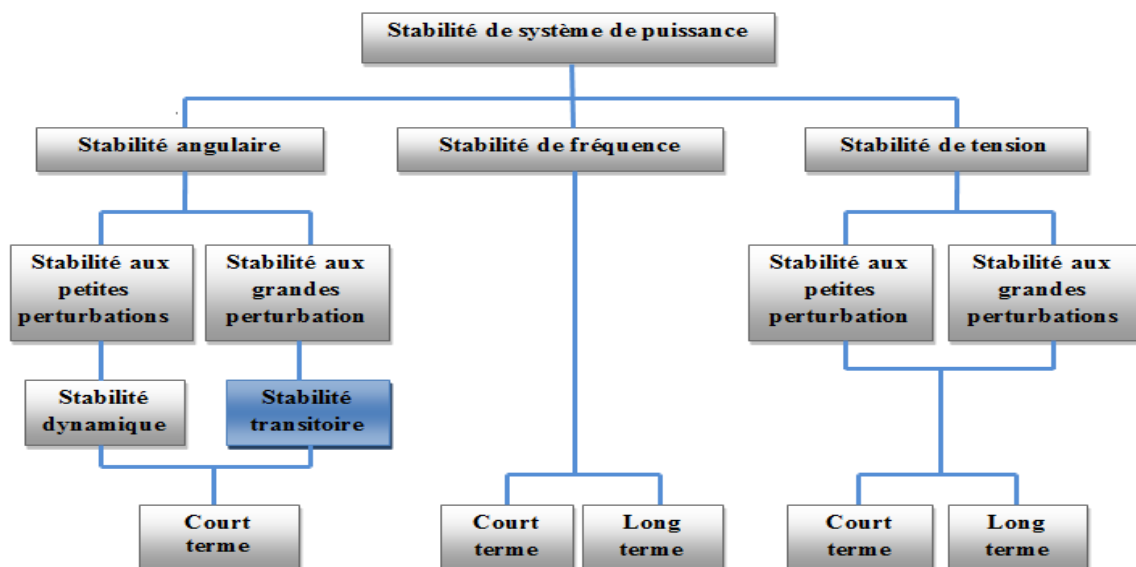 Stabilité de système de puissance
Stabilité angulaire
Stabilité de fréquence
Stabilité de tension
Stabilité aux
petites
perturbations
Stabilité aux
grandes
perturbation
Stabilité aux
petites
perturbation
Stabilité aux
grandes
perturbations
Stabilité
dynamique
Stabilité
transitoire
Court
terme
Court
terme
Long
terme
Court
terme
Long
terme